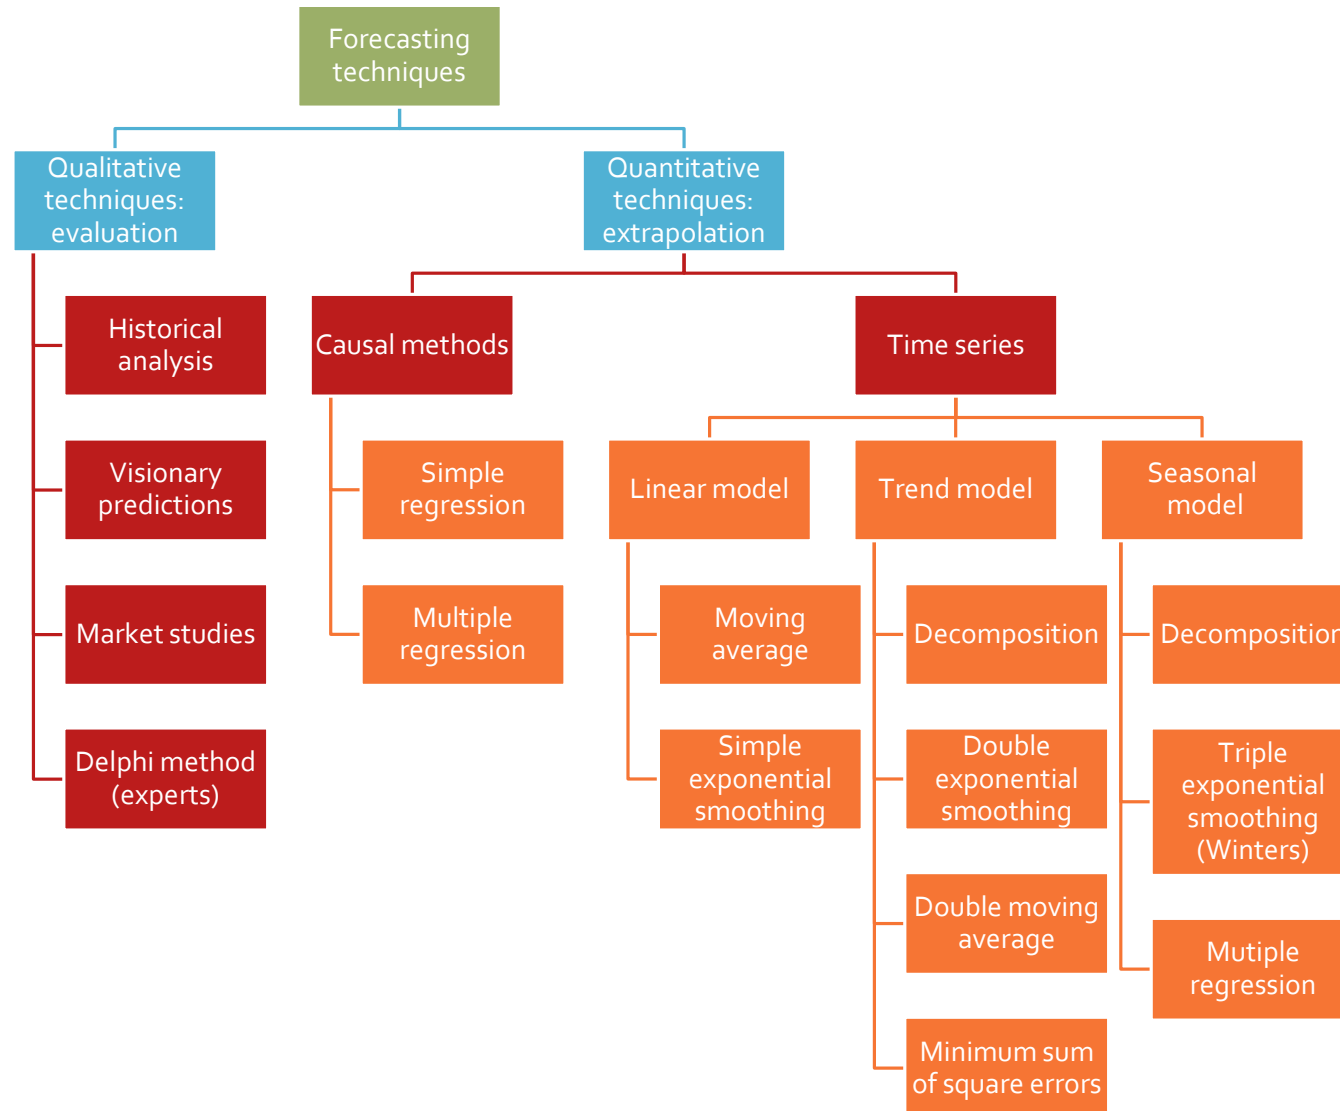 Forecasting
techniques
Qualitative
techniques:
evaluation
Quantitative
techniques:
extrapolation
Historical
analysis
Causal methods
Time series
Visionary
predictions
Simple
regression
Linear model
Trend model
Seasonal
model
Market studies
Multiple
regression
Moving
average
Decomposition
Decomposition
Delphi method
(experts)
Simple
exponential
smoothing
Double
exponential
smoothing
Triple
exponential
smoothing
(Winters)
Double moving
average
Mutiple
regression
Minimum sum
of square errors